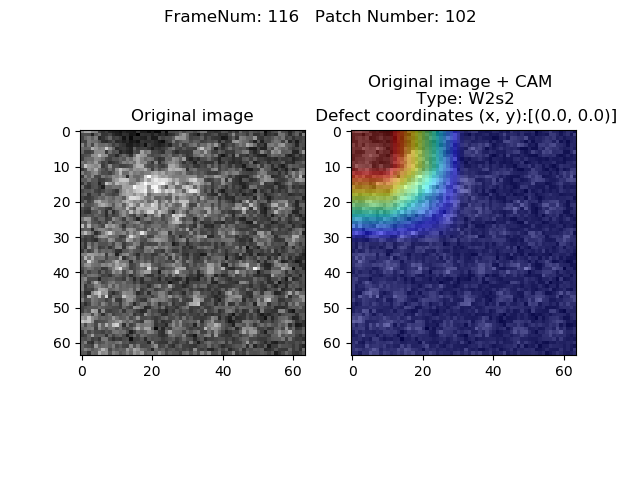 FrameNum: 116   Patch Number: 102
Original image
Original image + CAM
Type: W2s2
Defect coordinates (x, y):[(0.0, 0.0)]
0
10
20
30
40
50
60
0 20 40 60
0
10
20
30
40
50
60
0 20 40 60